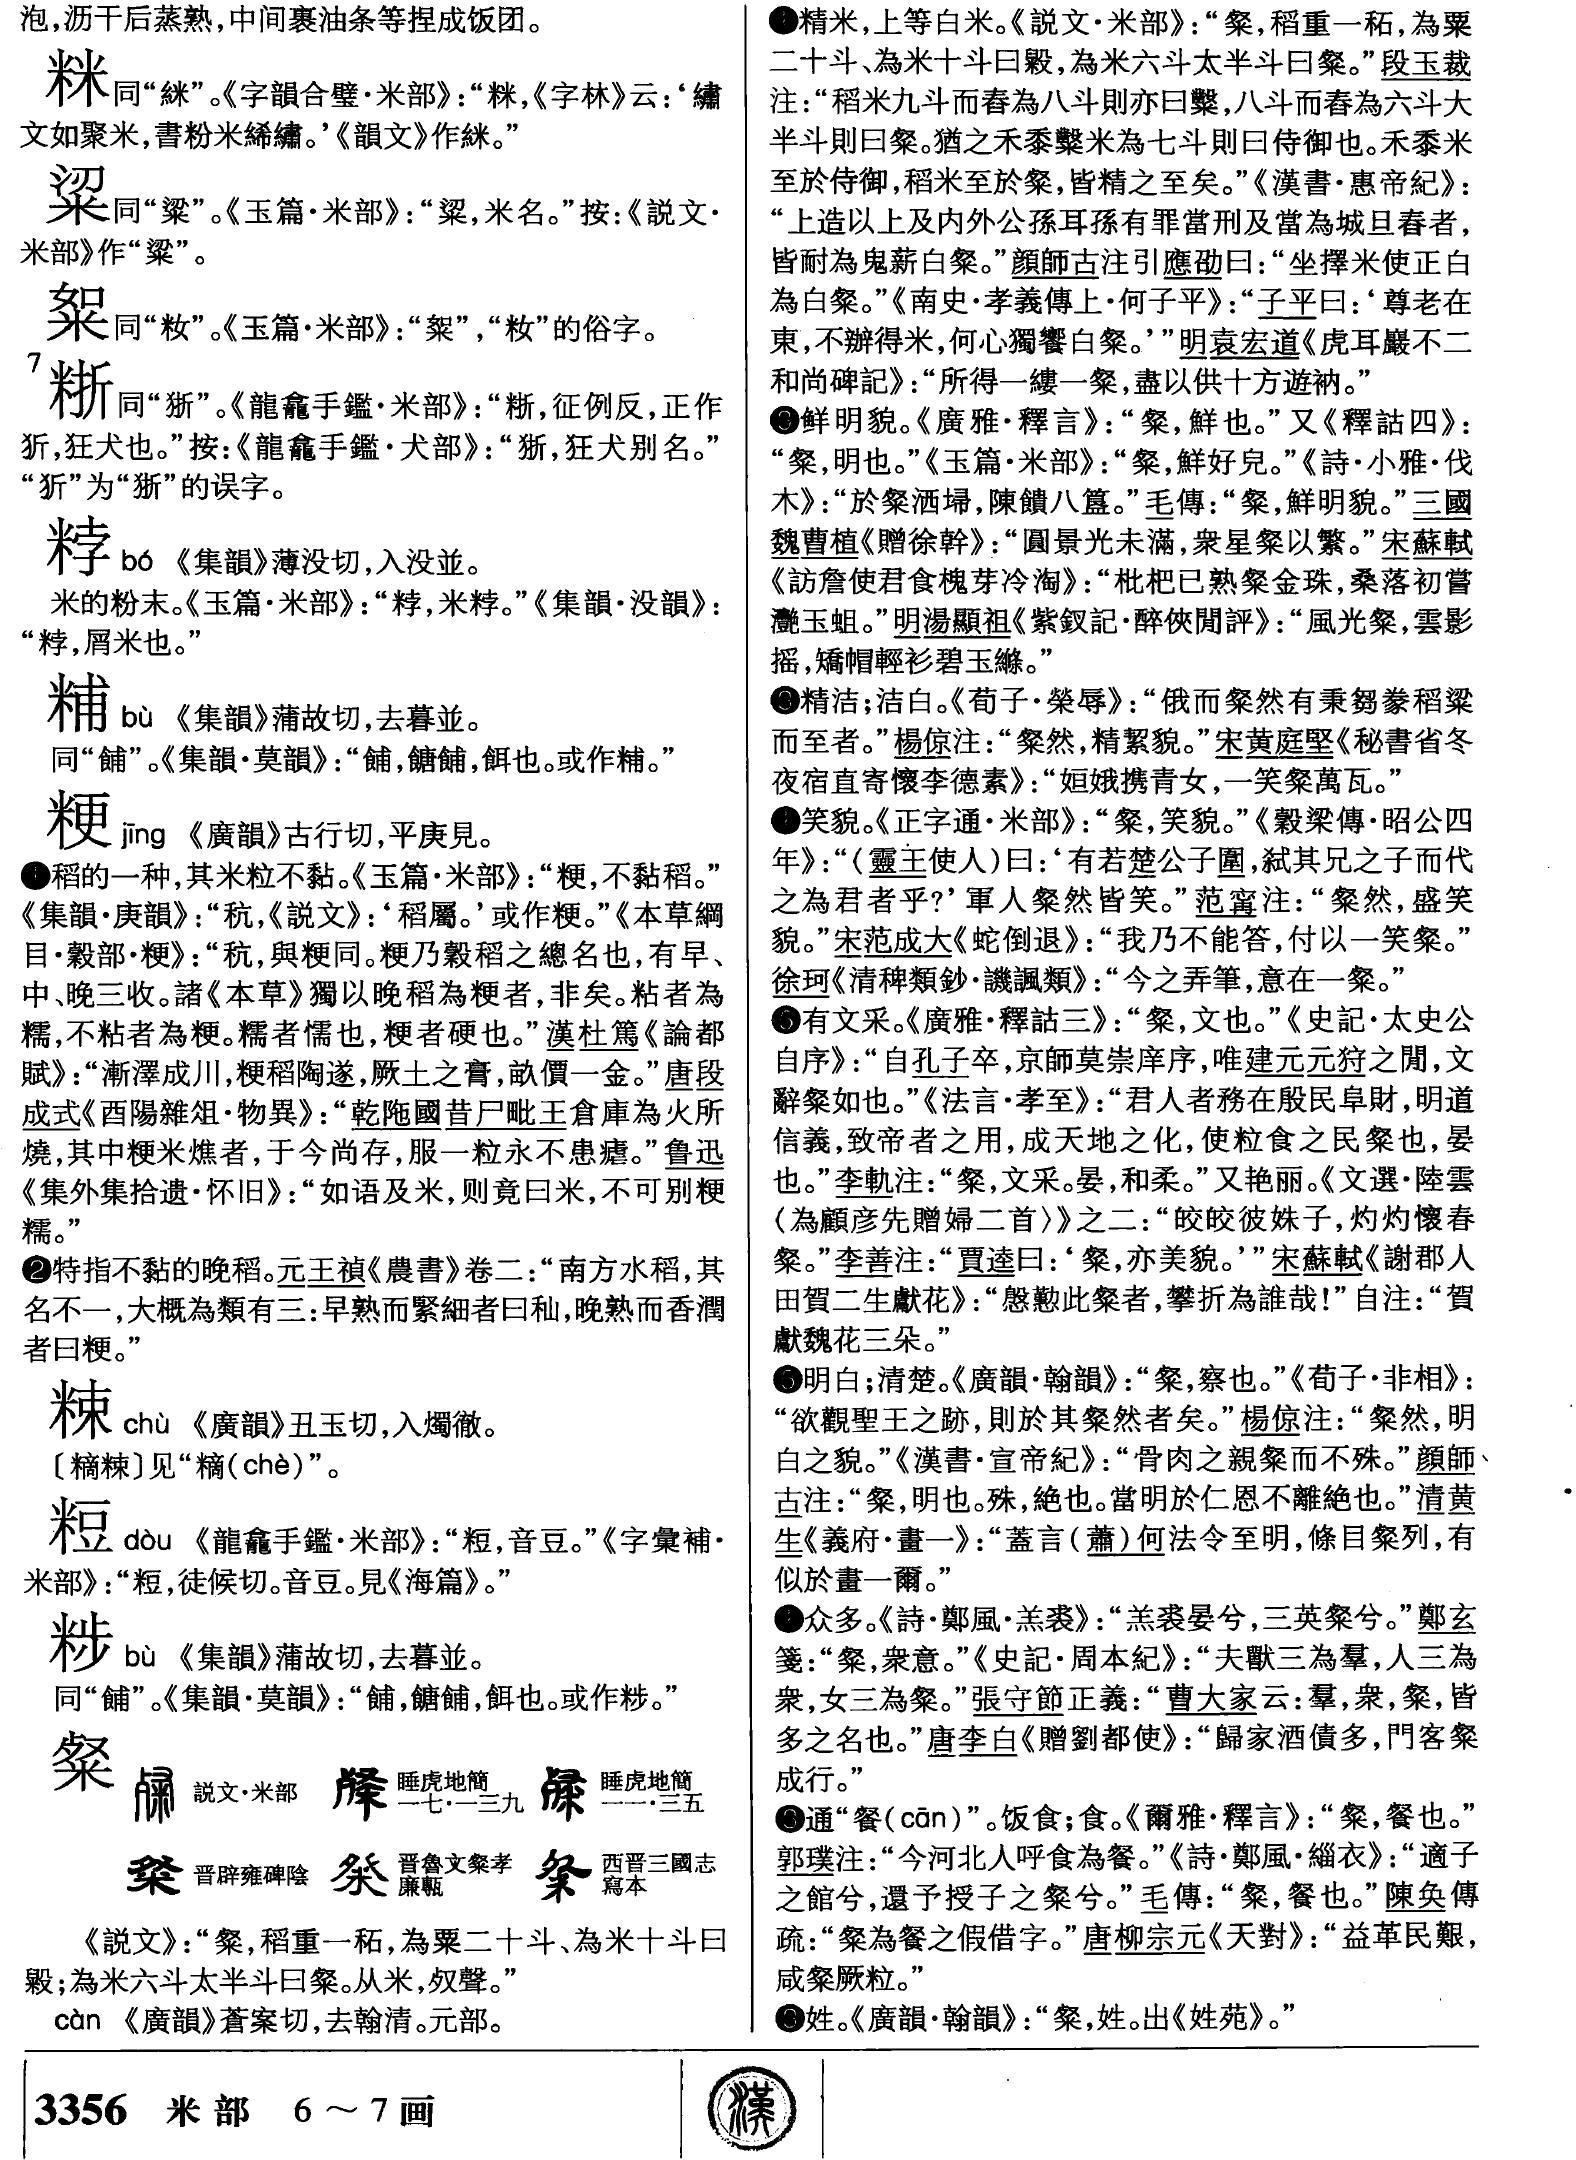 泡，沥干后蒸熟，中间裹油条等捏成饭团。
䊆同“絑”。《字韻合璧·米部》：“粖，《字林》云：‘繡
文如聚米，書粉米絺繡。’《韻文》作絑。”
粱同“粱”。《玉篇·米部》：“粱，米名。”按：《説文·
米部》作“粱”。
䊀同“籹”。《玉篇·米部》：“䊀”，“籹”的俗字。
7
同“狾”。《龍龕手鑑·米部》：“，征例反，正作
㹞，狂犬也。”按：《龍龕手鑑·犬部》：“狾，狂犬别名。”
“㹞”为“狾”的误字。
䊃bó 《集韻》薄没切，入没並。
米的粉末。《玉篇·米部》：“䊃，米䊃。”《集韻·没韻》：
“䊃，屑米也。”
䊇bù 《集韻》蒲故切，去暮並。
同“餔”。《集韻·莫韻》：“餔，餹餔，餌也。或作䊇。”
粳jīng 《廣韻》古行切，平庚見。
❶稻的一种，其米粒不黏。《玉篇·米部》：“粳，不黏稻。”
《集韻·庚韻》：“秔，《説文》：‘稻屬。’或作粳。”《本草綱
目·穀部·粳》：“秔，與粳同。粳乃穀稻之總名也，有早、
中、晚三收。諸《本草》獨以晚稻為粳者，非矣。粘者為
糯，不粘者為粳。糯者懦也，粳者硬也。”漢杜篤《論都
賦》：“漸澤成川，粳稻陶遂，厥土之膏，畝價一金。”唐段
成式《酉陽雜俎·物異》：“乾陁國昔尸毗王倉庫為火所
燒，其中粳米燋者，于今尚存，服一粒永不患瘧。”鲁迅
《集外集拾遗·怀旧》：“如语及米，则竟曰米，不可别粳
糯。”
❷特指不黏的晚稻。元王禎《農書》卷二：“南方水稻，其
名不一，大概為類有三：早熟而緊細者曰秈，晚熟而香潤
者曰粳。”
chù 《廣韻》丑玉切，入燭徹。
〔〕见“（chè）”。
dòu 《龍龕手鑑·米部》：“䇺，音豆。”《字彙補·
米部》：“，徒候切。音豆。見《海篇》。”
bù 《集韻》蒲故切，去暮並。
同“餔”。《集韻·莫韻》：“餔，餹餔，餌也。或作。”
粲 説文·米部 睡虎地簡一七·一三九 睡虎地簡一一·三五
晋辟雍碑陰 晋魯文粲孝廉甎 西晋三國志寫本
《説文》：“粲，稻重一䄷，為粟二十斗、為米十斗曰
毇；為米六斗太半斗曰粲。从米，𣦼聲。”
càn 《廣韻》蒼案切，去翰清。元部。
❶精米，上等白米。《説文·米部》：“粲，稻重一䄷，為粟
二十斗、為米十斗曰毇，為米六斗太半斗曰粲。”段玉裁
注：“稻米九斗而舂為八斗則亦曰糳，八斗而舂為六斗大
半斗則曰粲。猶之禾黍糳米為七斗則曰侍御也。禾黍米
至於侍御，稻米至於粲，皆精之至矣。”《漢書·惠帝紀》：
“上造以上及内外公孫耳孫有罪當刑及當為城旦舂者，
皆耐為鬼薪白粲。”顔師古注引應劭曰：“坐擇米使正白
為白粲。”《南史·孝義傳上·何子平》：“子平曰：‘尊老在
東，不辦得米，何心獨饗白粲。’”明袁宏道《虎耳巖不二
和尚碑記》：“所得一縷一粲，盡以供十方遊衲。”
❷鲜明貌。《廣雅·釋言》：“粲，鮮也。”又《釋詁四》：
“粲，明也。”《玉篇·米部》：“粲，鮮好皃。”《詩·小雅·伐
木》：“於粲洒埽，陳饋八簋。”毛傳：“粲，鮮明貌。”三國
魏曹植《贈徐幹》：“圓景光未滿，衆星粲以繁。”宋蘇軾
《訪詹使君食槐芽冷淘》：“枇杷已熟粲金珠，桑落初嘗
灧玉蛆。”明湯顯祖《紫釵記·醉俠閒評》：“風光粲，雲影
摇，矯帽輕衫碧玉縧。”
❸精洁；洁白。《荀子·榮辱》：“俄而粲然有秉芻豢稻粱
而至者。”楊倞注：“粲然，精絜貌。”宋黄庭堅《秘書省冬
夜宿直寄懷李德素》：“姮娥携青女，一笑粲萬瓦。”
❹笑貌。《正字通·米部》：“粲，笑貌。”《穀梁傳·昭公四
年》：“（靈王使人）曰：‘有若楚公子圍，弑其兄之子而代
之為君者乎？’軍人粲然皆笑。”范甯注：“粲然，盛笑
貌。”宋范成大《蛇倒退》：“我乃不能答，付以一笑粲。”
徐珂《清稗類鈔·譏諷類》：“今之弄筆，意在一粲。”
❺有文采。《廣雅·釋詁三》：“粲，文也。”《史記·太史公
自序》：“自孔子卒，京師莫崇庠序，唯建元元狩之閒，文
辭粲如也。”《法言·孝至》：“君人者務在殷民阜財，明道
信義，致帝者之用，成天地之化，使粒食之民粲也，晏
也。”李軌注：“粲，文采。晏，和柔。”又艳丽。《文選·陸雲
〈為顧彦先贈婦二首〉》之二：“皎皎彼姝子，灼灼懷春
粲。”李善注：“賈逵曰：‘粲，亦美貌。’”宋蘇軾《謝郡人
田賀二生獻花》：“慇懃此粲者，攀折為誰哉！”自注：“賀
獻魏花三朵。”
❻明白；清楚。《廣韻·翰韻》：“粲，察也。”《荀子·非相》：
“欲觀聖王之跡，則於其粲然者矣。”楊倞注：“粲然，明
白之貌。”《漢書·宣帝紀》：“骨肉之親粲而不殊。”顔師
古注：“粲，明也。殊，絶也。當明於仁恩不離絶也。”清黄
生《義府·畫一》：“蓋言（蕭）何法令至明，條目粲列，有
似於畫一爾。”
❼众多。《詩·鄭風·羔裘》：“羔裘晏兮，三英粲兮。”鄭玄
箋：“粲，衆意。”《史記·周本紀》：“夫獸三為羣，人三為
衆，女三為粲。”張守節正義：“曹大家云：羣，衆，粲，皆
多之名也。”唐李白《贈劉都使》：“歸家酒債多，門客粲
成行。”
❽通“餐（cān）”。饭食；食。《爾雅·釋言》：“粲，餐也。”
郭璞注：“今河北人呼食為餐。”《詩·鄭風·緇衣》：“適子
之館兮，還予授子之粲兮。”毛傳：“粲，餐也。”陳奂傳
疏：“粲為餐之假借字。”唐柳宗元《天對》：“益革民艱，
咸粲厥粒。”
❾姓。《廣韻·翰韻》：“粲，姓。出《姓苑》。”
3356 米部 6～7画
漢